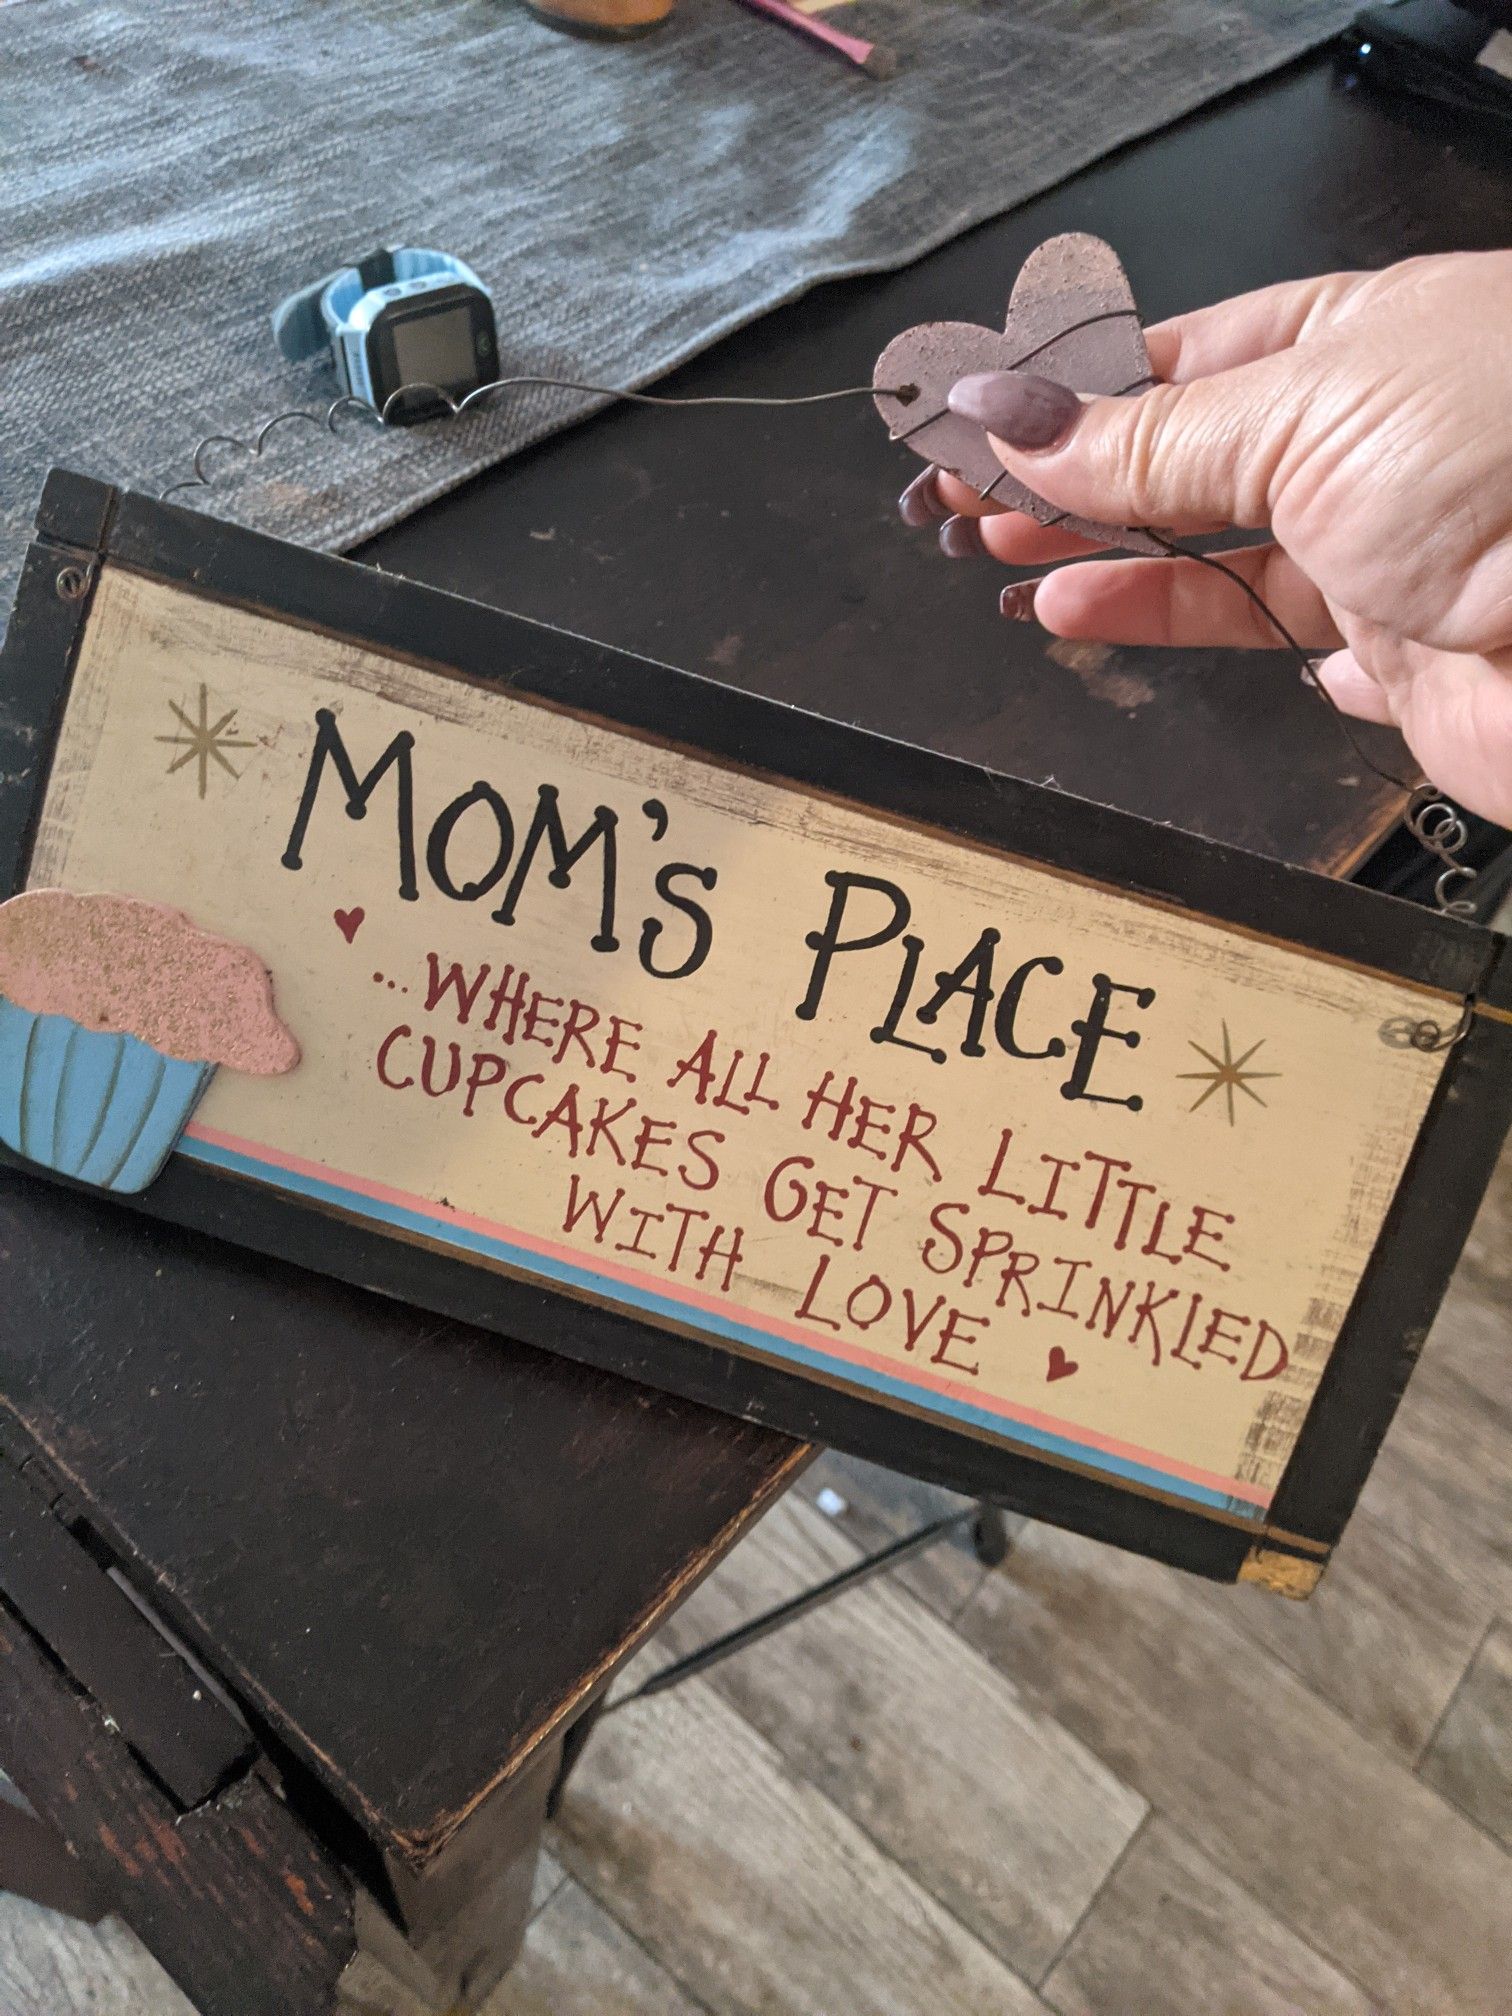 MOM'S PLACE
...WHERE ALL HER LITTLE
CUPCAKES GET SPRINKLED
WITH LOVE